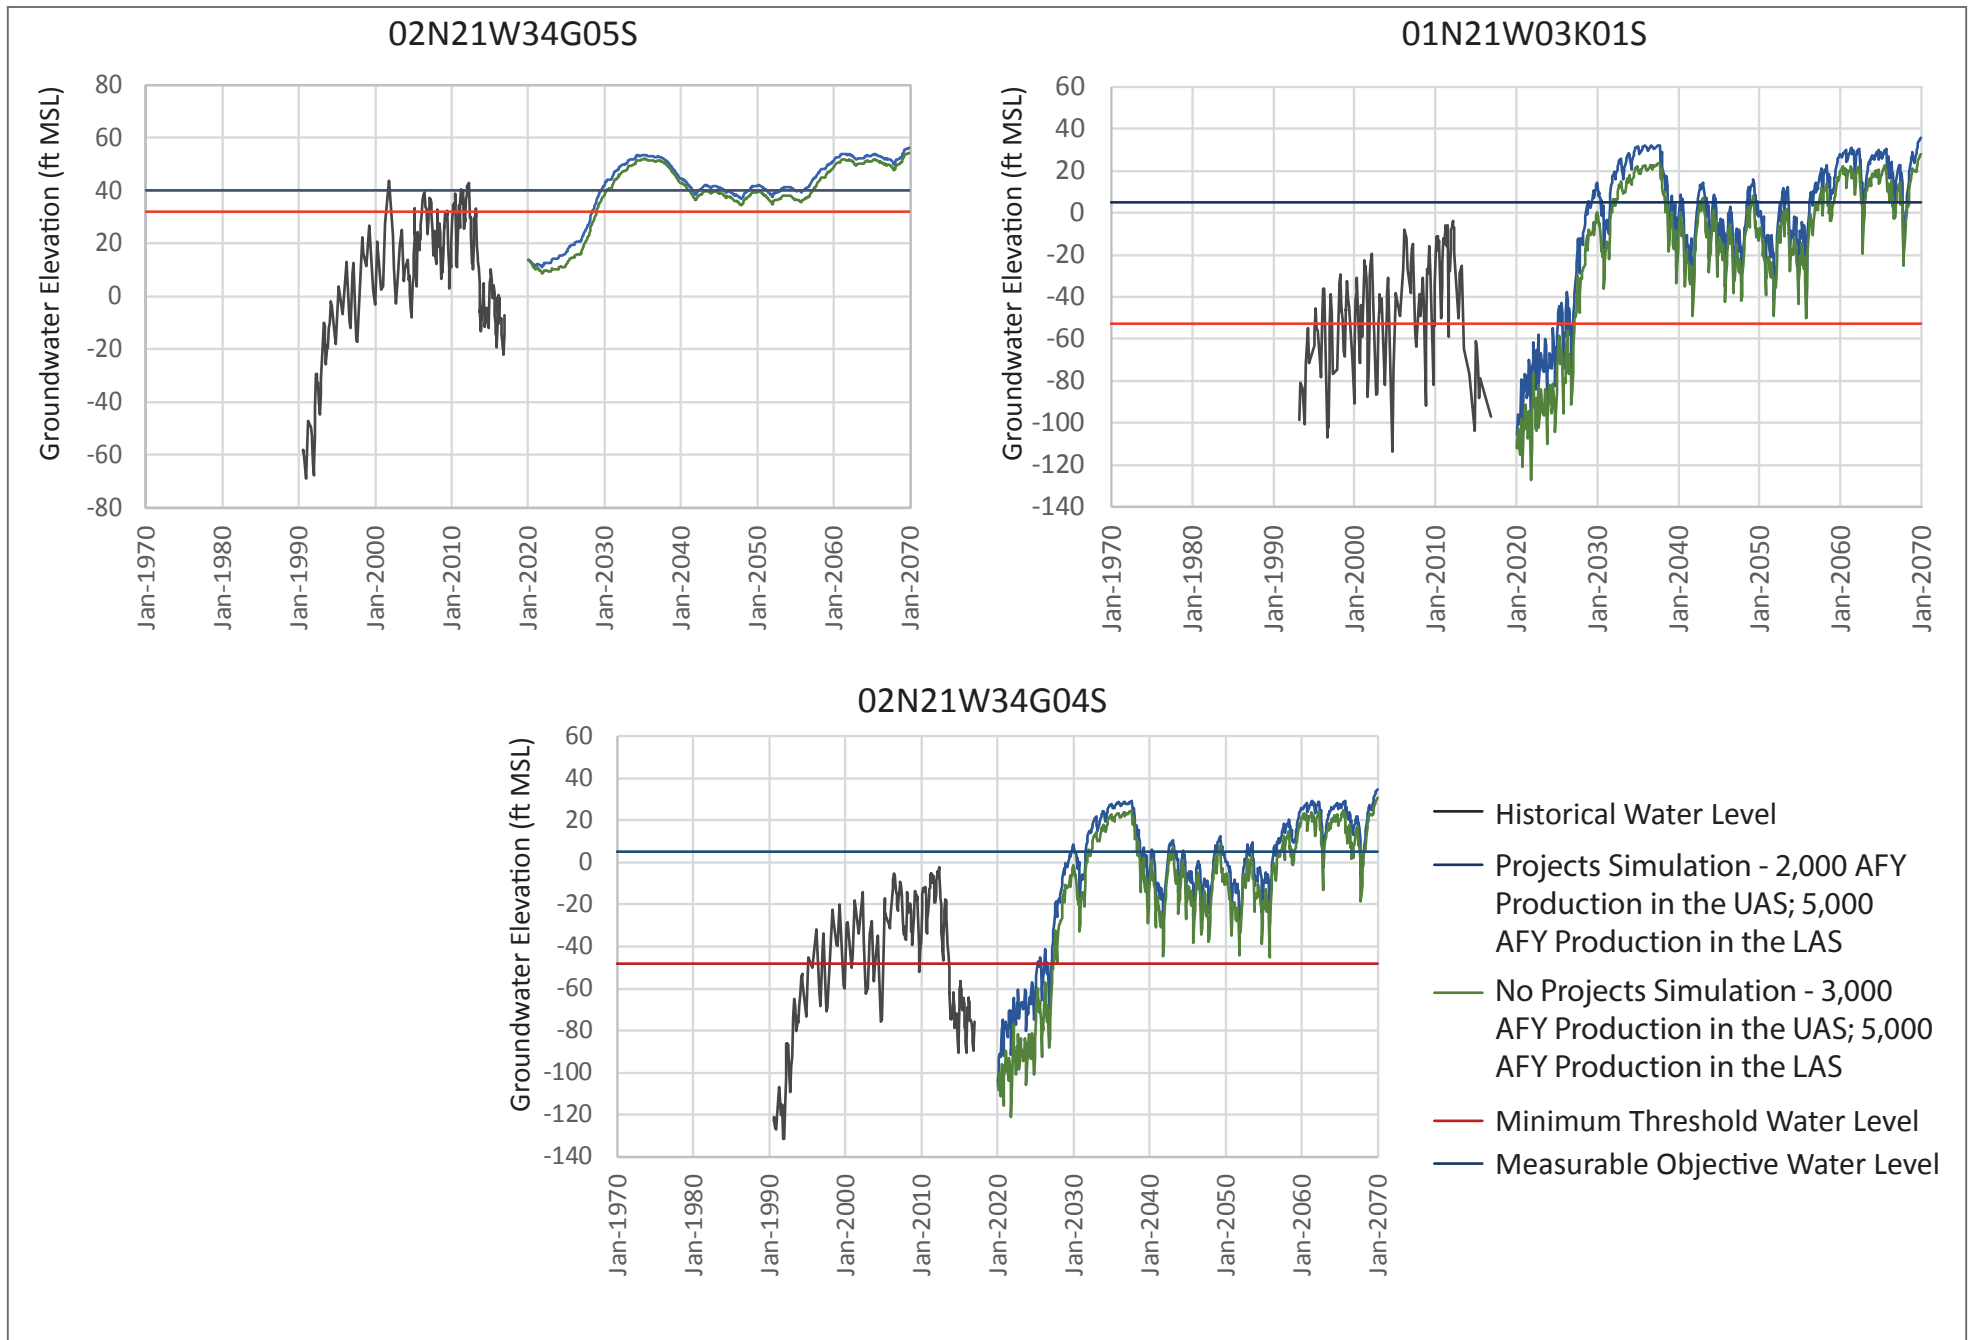 02N21W34G05S
Groundwater Elevation (ft MSL)
80
60
40
20
0
-20
-40
-60
-80
Jan-1970
Jan-1980
Jan-1990
Jan-2000
Jan-2010
Jan-2020
Jan-2030
Jan-2040
Jan-2050
Jan-2060
Jan-2070
01N21W03K01S
Groundwater Elevation (ft MSL)
60
40
20
0
-20
-40
-60
-80
-100
-120
-140
Jan-1970
Jan-1980
Jan-1990
Jan-2000
Jan-2010
Jan-2020
Jan-2030
Jan-2040
Jan-2050
Jan-2060
Jan-2070
02N21W34G04S
Groundwater Elevation (ft MSL)
60
40
20
0
-20
-40
-60
-80
-100
-120
-140
Jan-1970
Jan-1980
Jan-1990
Jan-2000
Jan-2010
Jan-2020
Jan-2030
Jan-2040
Jan-2050
Jan-2060
Jan-2070
Historical Water Level
Projects Simulation - 2,000 AFY
Production in the UAS; 5,000
AFY Production in the LAS
No Projects Simulation - 3,000
AFY Production in the UAS; 5,000
AFY Production in the LAS
Minimum Threshold Water Level
Measurable Objective Water Level